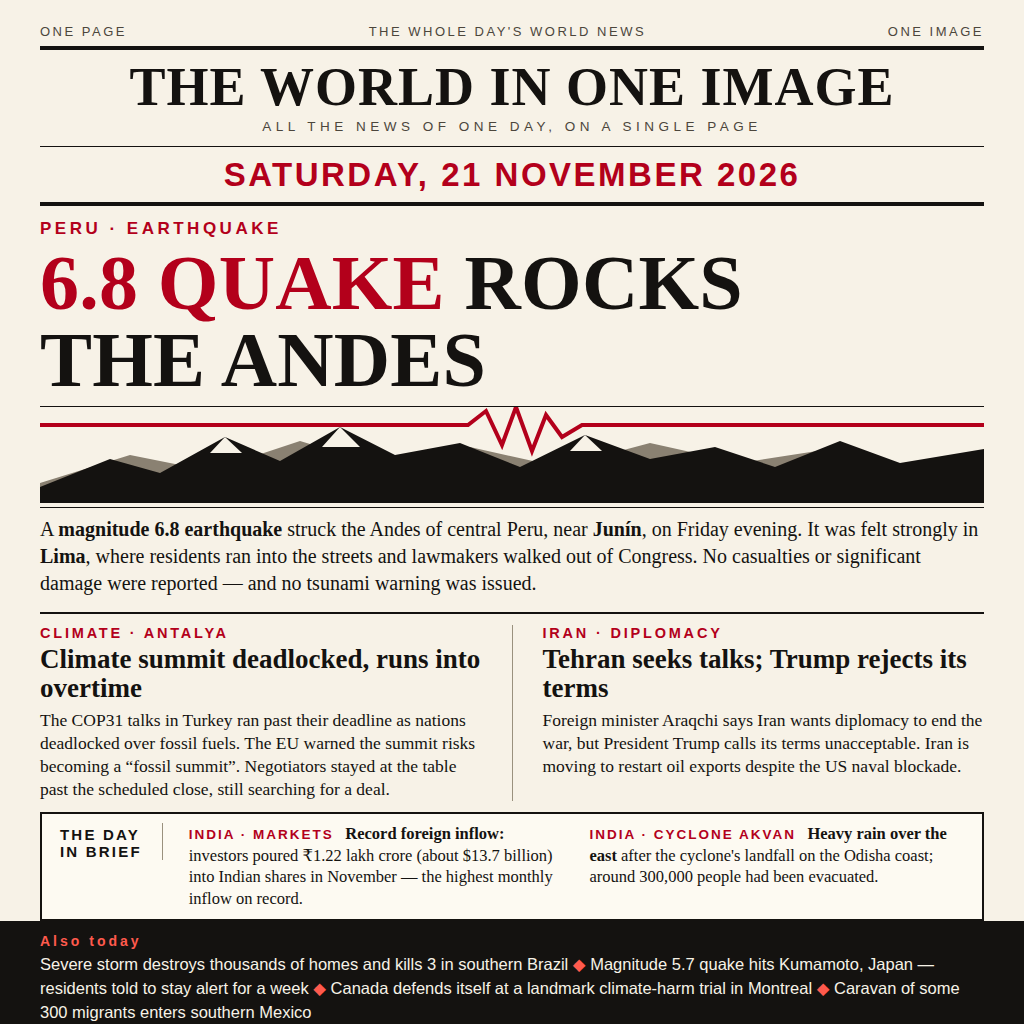 ONE PAGE THE WHOLE DAY'S WORLD NEWS ONE IMAGE
THE WORLD IN ONE IMAGE
ALL THE NEWS OF ONE DAY, ON A SINGLE PAGE
SATURDAY, 21 NOVEMBER 2026
PERU · EARTHQUAKE
6.8 QUAKE ROCKS
THE ANDES
A magnitude 6.8 earthquake struck the Andes of central Peru, near Junín, on Friday evening. It was felt strongly in
Lima, where residents ran into the streets and lawmakers walked out of Congress. No casualties or significant
damage were reported — and no tsunami warning was issued.
CLIMATE · ANTALYA
Climate summit deadlocked, runs into
overtime
The COP31 talks in Turkey ran past their deadline as nations
deadlocked over fossil fuels. The EU warned the summit risks
becoming a “fossil summit”. Negotiators stayed at the table
past the scheduled close, still searching for a deal.
IRAN · DIPLOMACY
Tehran seeks talks; Trump rejects its
terms
Foreign minister Araqchi says Iran wants diplomacy to end the
war, but President Trump calls its terms unacceptable. Iran is
moving to restart oil exports despite the US naval blockade.
THE DAY
IN BRIEF
INDIA · MARKETS Record foreign inflow:
investors poured ₹1.22 lakh crore (about $13.7 billion)
into Indian shares in November — the highest monthly
inflow on record.
INDIA · CYCLONE AKVAN Heavy rain over the
east after the cyclone's landfall on the Odisha coast;
around 300,000 people had been evacuated.
Also today
Severe storm destroys thousands of homes and kills 3 in southern Brazil ◆ Magnitude 5.7 quake hits Kumamoto, Japan —
residents told to stay alert for a week ◆ Canada defends itself at a landmark climate-harm trial in Montreal ◆ Caravan of some
300 migrants enters southern Mexico